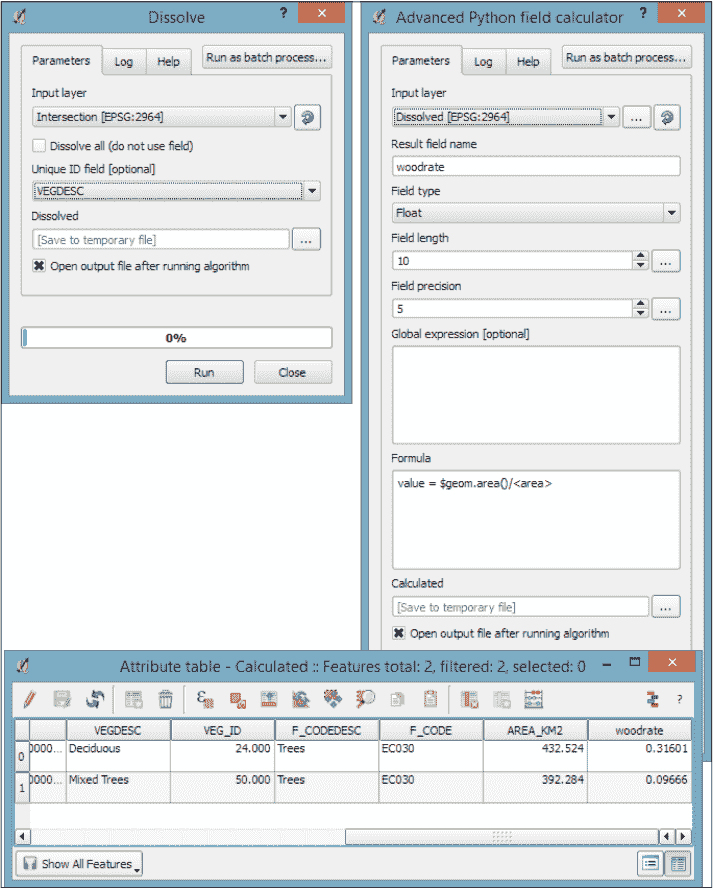 Dissolve
?
×
Parameters
Log
Help
Run as batch process...
Input layer
Intersection [EPSG:2964]
Dissolve all (do not use field)
Unique ID field [optional]
VEGDESC
Dissolved
[Save to temporary file]
...
Open output file after running algorithm
0%
Run
Close
Advanced Python field calculator
?
×
Parameters
Log
Help
Run as batch process...
Input layer
Dissolved [EPSG:2964]
...
Result field name
woodrate
Field type
Float
Field length
10
...
Field precision
5
...
Global expression [optional]
Formula
value = $geom.area()/<area>
Calculated
[Save to temporary file]
...
Open output file after running algorithm
Attribute table - Calculated :: Features total: 2, filtered: 2, selected: 0
×
?
VEGDESC VEG_ID F_CODEDESC F_CODE AREA_KM2 woodrate
0 0000... Deciduous 24.000 Trees EC030 432.524 0.31601
1 0000... Mixed Trees 50.000 Trees EC030 392.284 0.09666
Show All Features